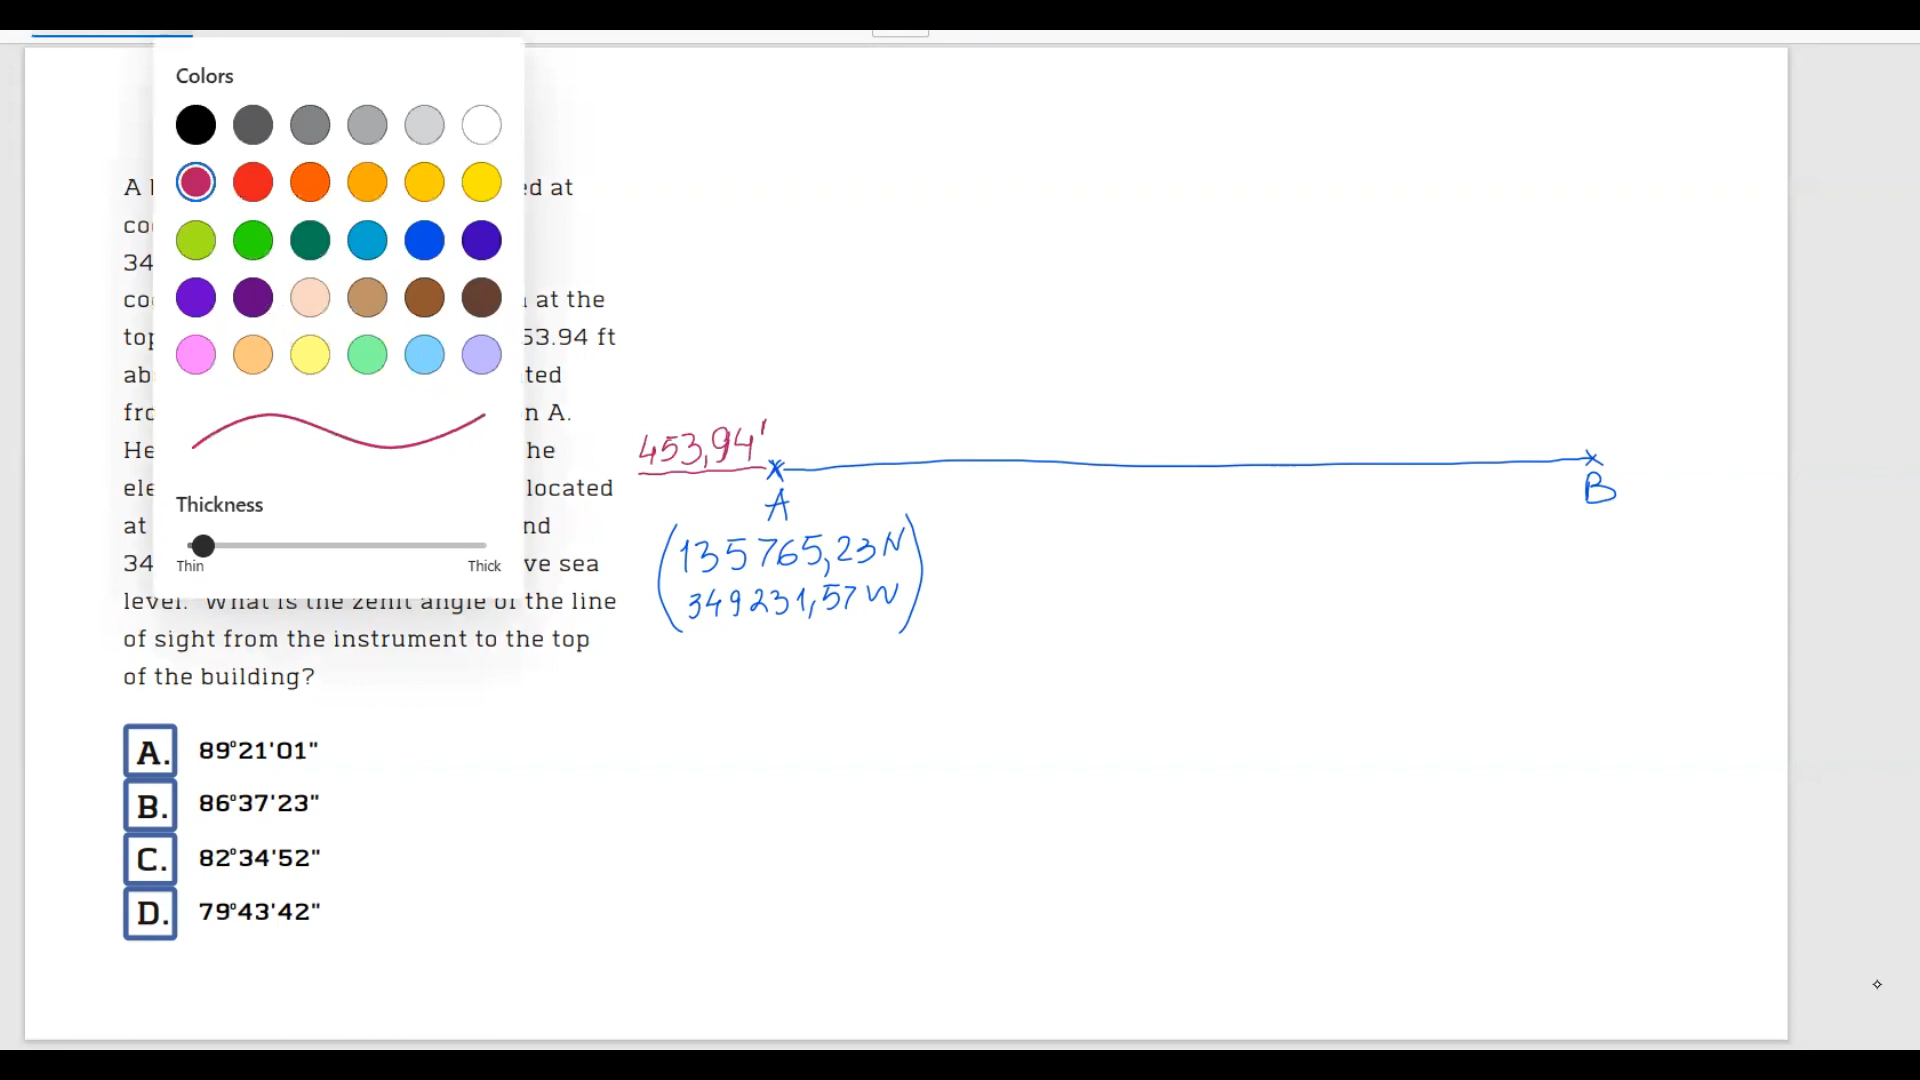 Colors
A
ed at
co
34
co
at the
top
53.94 ft
ab
ted
fro
n A.
He
he
ele
located
at
nd
34
ve sea
level. What is the zenit angle of the line
of sight from the instrument to the top
of the building?
Thickness
Thin
Thick
A. 89°21'01"
B. 86°37'23"
C. 82°34'52"
D. 79°43'42"
453,94'
A
B
135765,23N
349231,57W